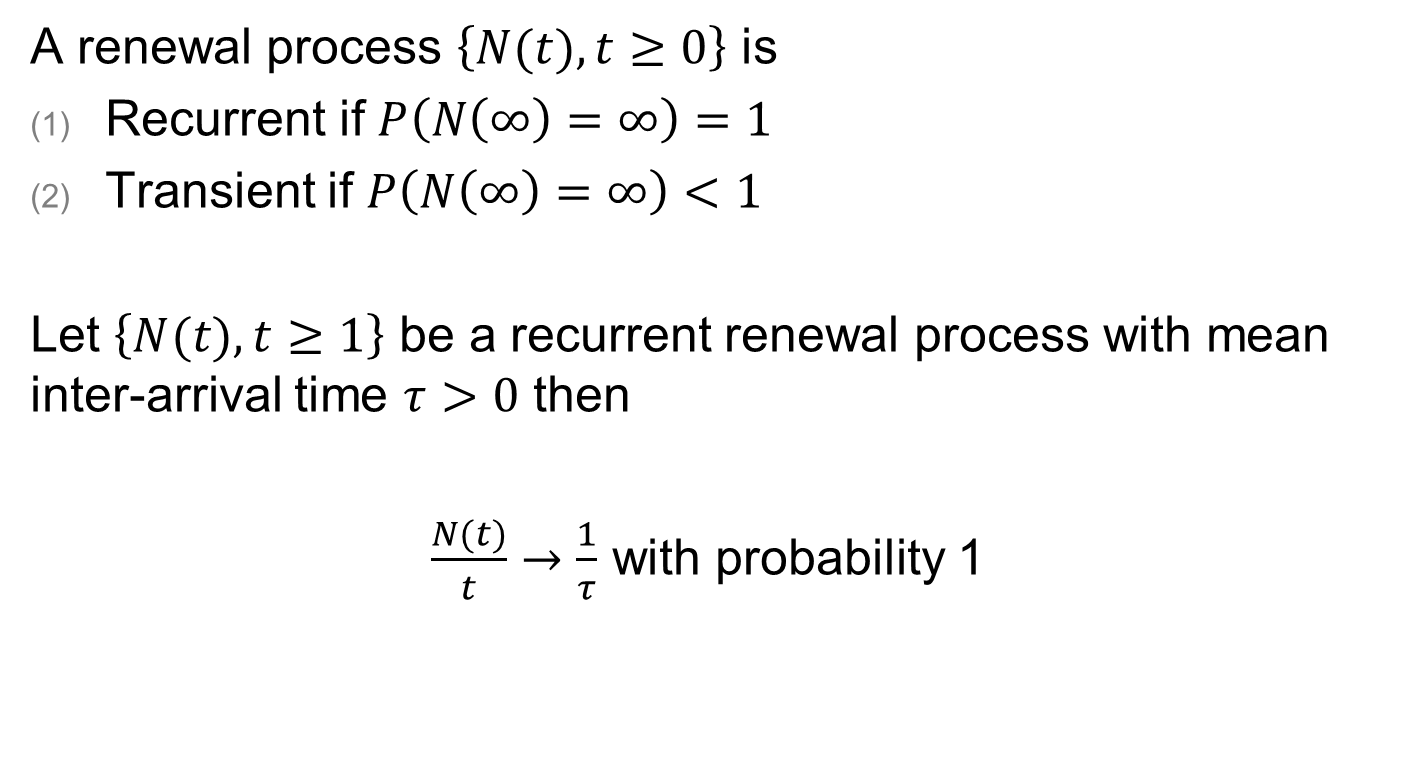 A renewal process {𝑁(𝑡), 𝑡 ≥ 0} is
(1) Recurrent if 𝑃(𝑁(∞) = ∞) = 1
(2) Transient if 𝑃(𝑁(∞) = ∞) < 1
Let {𝑁(𝑡), 𝑡 ≥ 1} be a recurrent renewal process with mean
inter-arrival time 𝜏 > 0 then
𝑁(𝑡)/𝑡 → 1/𝜏 with probability 1